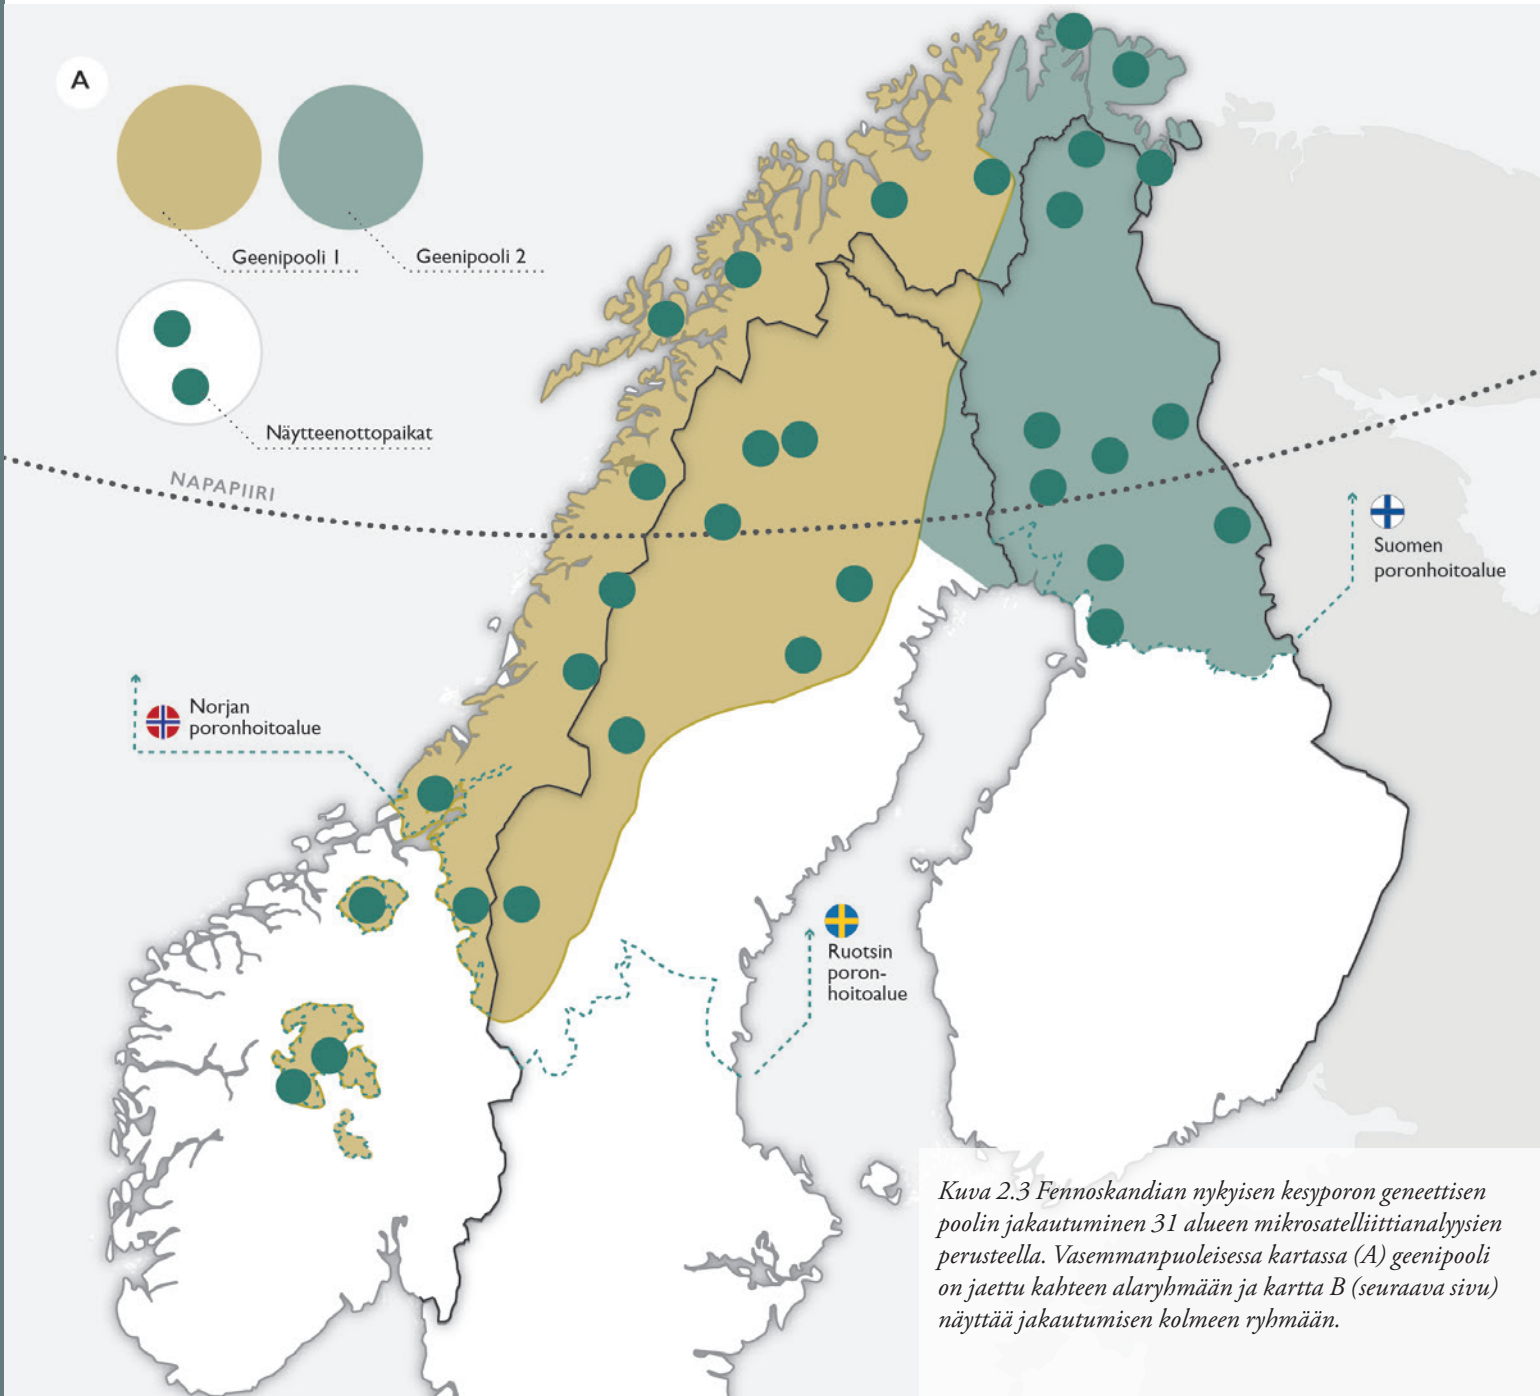 A
Geenipooli 1
Geenipooli 2
Näytteenottopaikat
NAPAPIIRI
Suomen
poronhoitoalue
Norjan
poronhoitoalue
Ruotsin
poron-
hoitoalue
Kuva 2.3 Fennoskandian nykyisen kesyporon geneettisen
poolin jakautuminen 31 alueen mikrosatelliittianalyysien
perusteella. Vasemmanpuoleisessa kartassa (A) geenipooli
on jaettu kahteen alaryhmään ja kartta B (seuraava sivu)
näyttää jakautumisen kolmeen ryhmään.